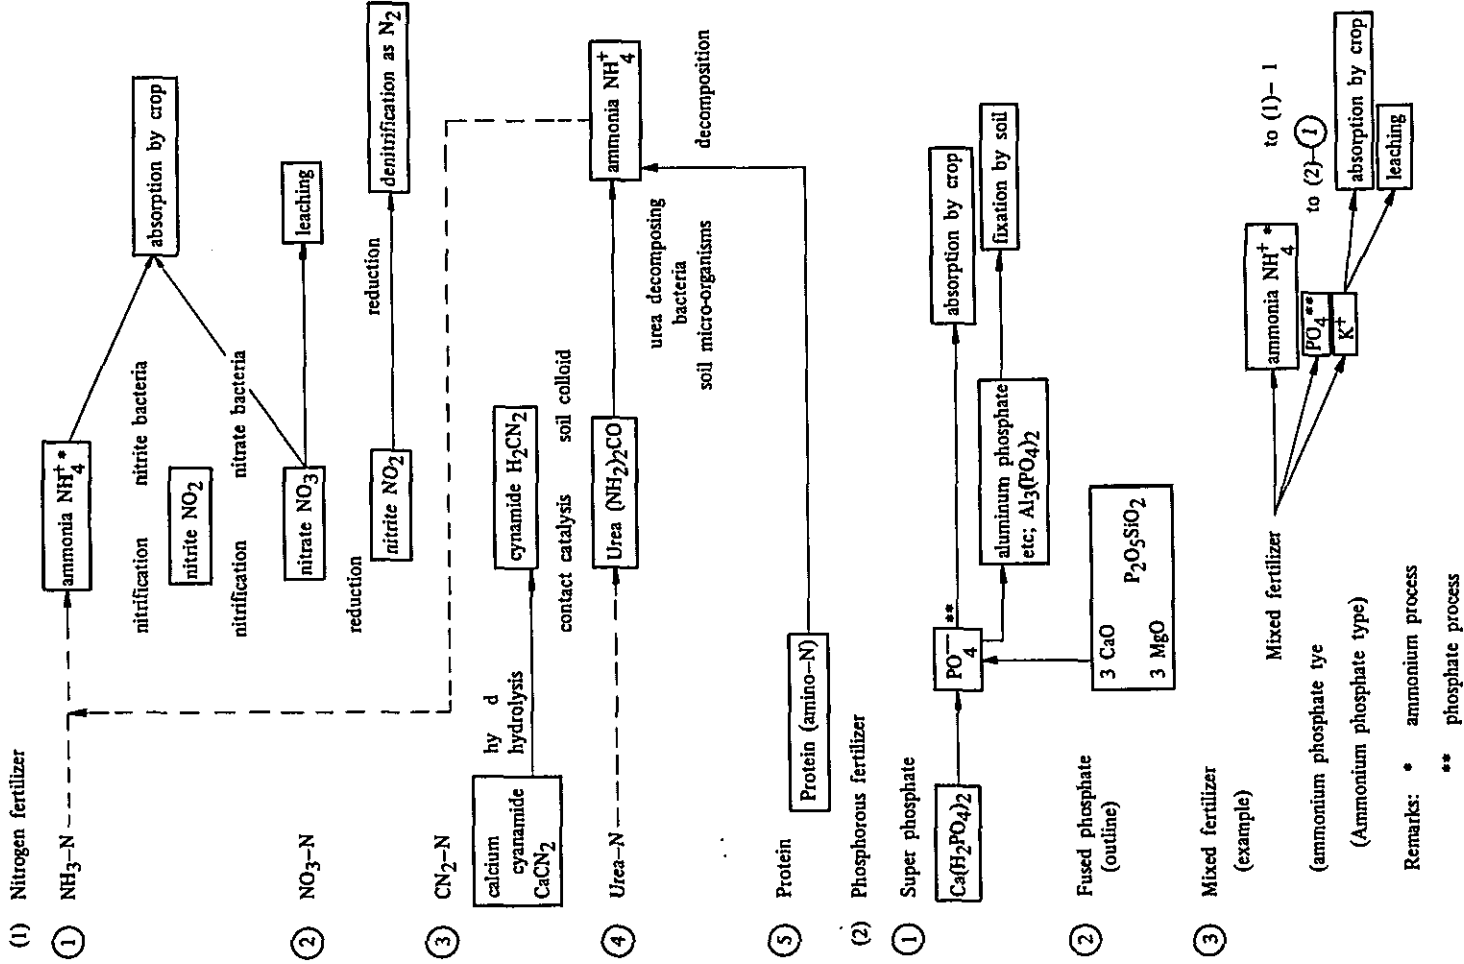 (1) Nitrogen fertilizer
① NH3–N
ammonia NH4+*
absorption by crop
nitrification nitrite bacteria
nitrite NO2
nitrification nitrate bacteria
② NO3–N
nitrate NO3
leaching
reduction
nitrite NO2
reduction
denitrification as N2
③ CN2–N
calcium
cyanamide
CaCN2
hy d
hydrolysis
cynamide H2CN2
contact catalysis soil colloid
④ Urea–N
Urea (NH2)2CO
urea decomposing
bacteria
soil micro-organisms
ammonia NH4+
decomposition
⑤ Protein
Protein (amino–N)
(2) Phosphorous fertilizer
① Super phosphate
Ca(H2PO4)2
PO4–– **
absorption by crop
aluminum phosphate
etc; Al3(PO4)2
fixation by soil
② Fused phosphate
(outline)
3 CaO
P2O5SiO2
3 MgO
③ Mixed fertilizer
(example)
Mixed fertilizer
ammonia NH4+*
to (1)– 1
PO4**
to (2)–①
K+
absorption by crop
leaching
(ammonium phosphate tye
(Ammonium phosphate type)
Remarks: * ammonium process
** phosphate process